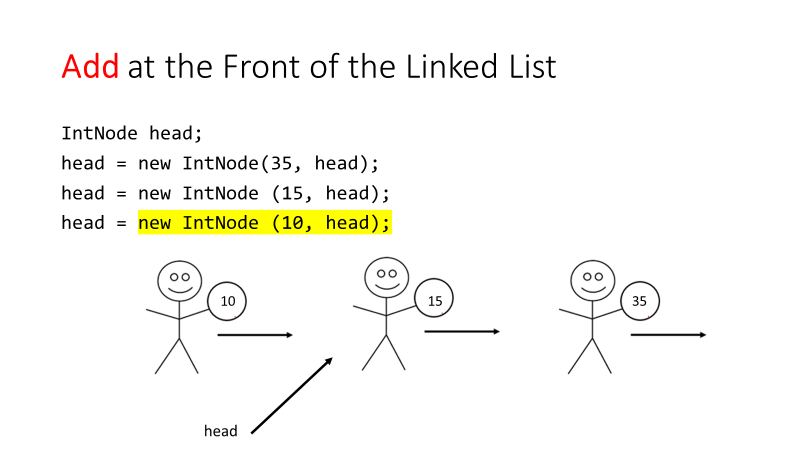 Add at the Front of the Linked List
IntNode head;
head = new IntNode(35, head);
head = new IntNode (15, head);
head = new IntNode (10, head);
10
15
35
head